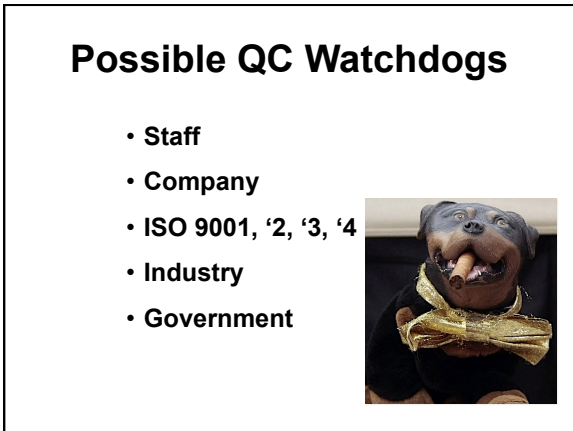 Possible QC Watchdogs
• Staff
• Company
• ISO 9001, ‘2, ‘3, ‘4
• Industry
• Government